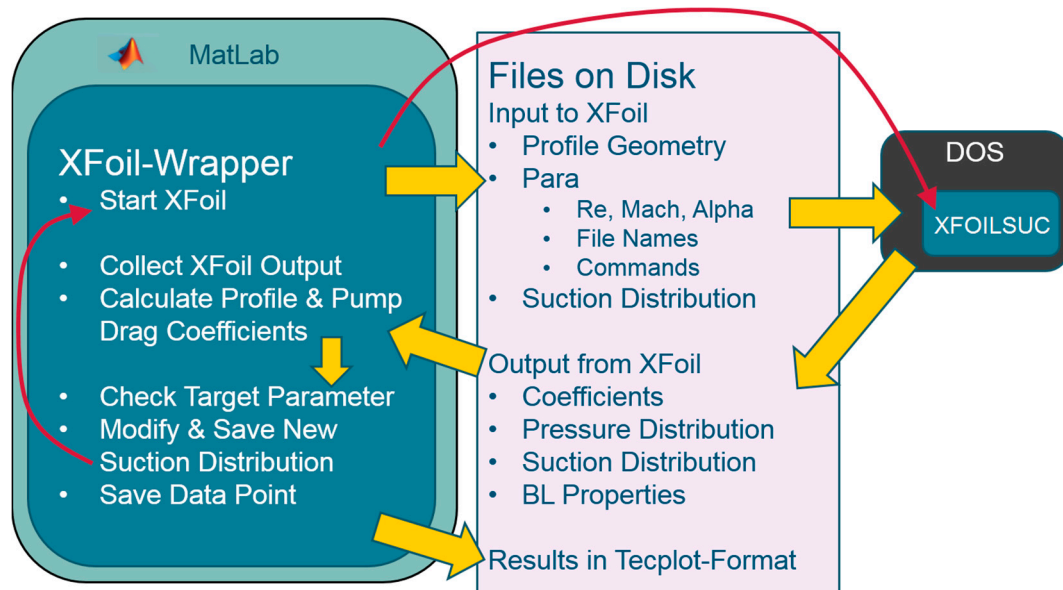 MatLab
XFoil-Wrapper
• Start XFoil
• Collect XFoil Output
• Calculate Profile & Pump
Drag Coefficients
• Check Target Parameter
• Modify & Save New
Suction Distribution
• Save Data Point
Files on Disk
Input to XFoil
• Profile Geometry
• Para
• Re, Mach, Alpha
• File Names
• Commands
• Suction Distribution
Output from XFoil
• Coefficients
• Pressure Distribution
• Suction Distribution
• BL Properties
Results in Tecplot-Format
DOS
XFOILSUC